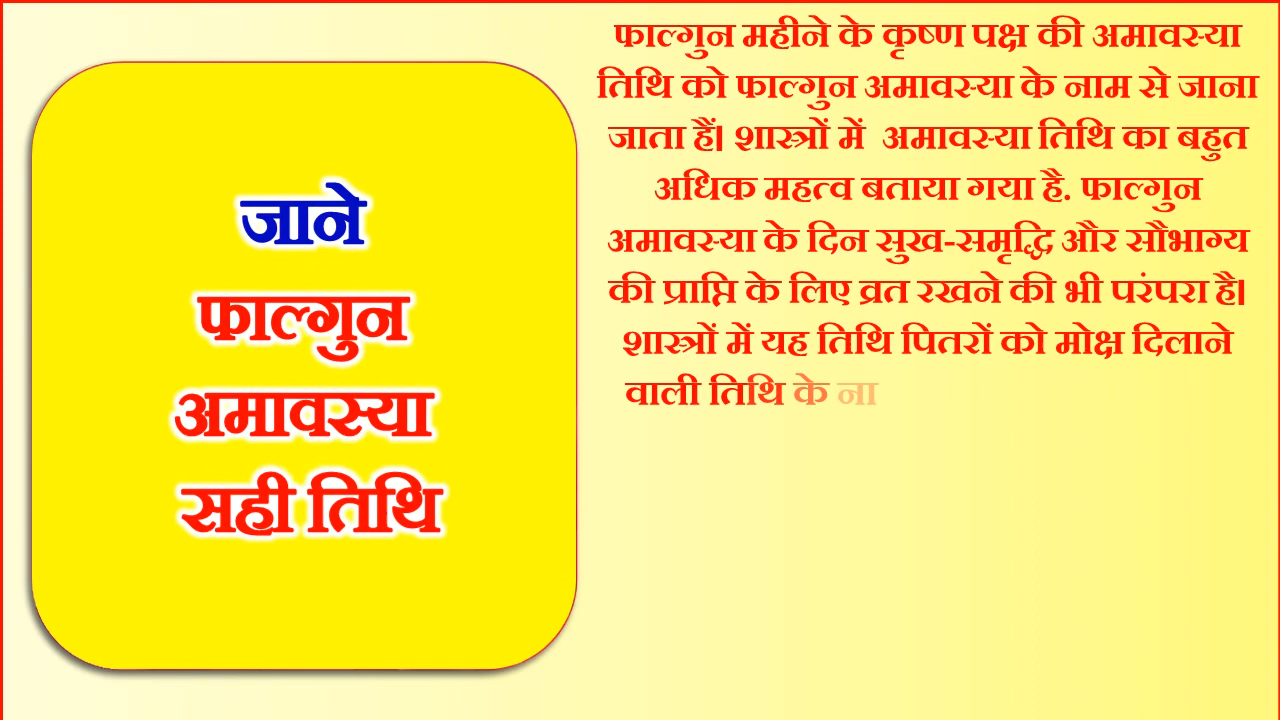 जाने
फाल्गुन
अमावस्या
सही तिथि
फाल्गुन महीने के कृष्ण पक्ष की अमावस्या
तिथि को फाल्गुन अमावस्या के नाम से जाना
जाता हैं। शास्त्रों में अमावस्या तिथि का बहुत
अधिक महत्व बताया गया है. फाल्गुन
अमावस्या के दिन सुख-समृद्धि और सौभाग्य
की प्राप्ति के लिए व्रत रखने की भी परंपरा है।
शास्त्रों में यह तिथि पितरों को मोक्ष दिलाने
वाली तिथि के ना